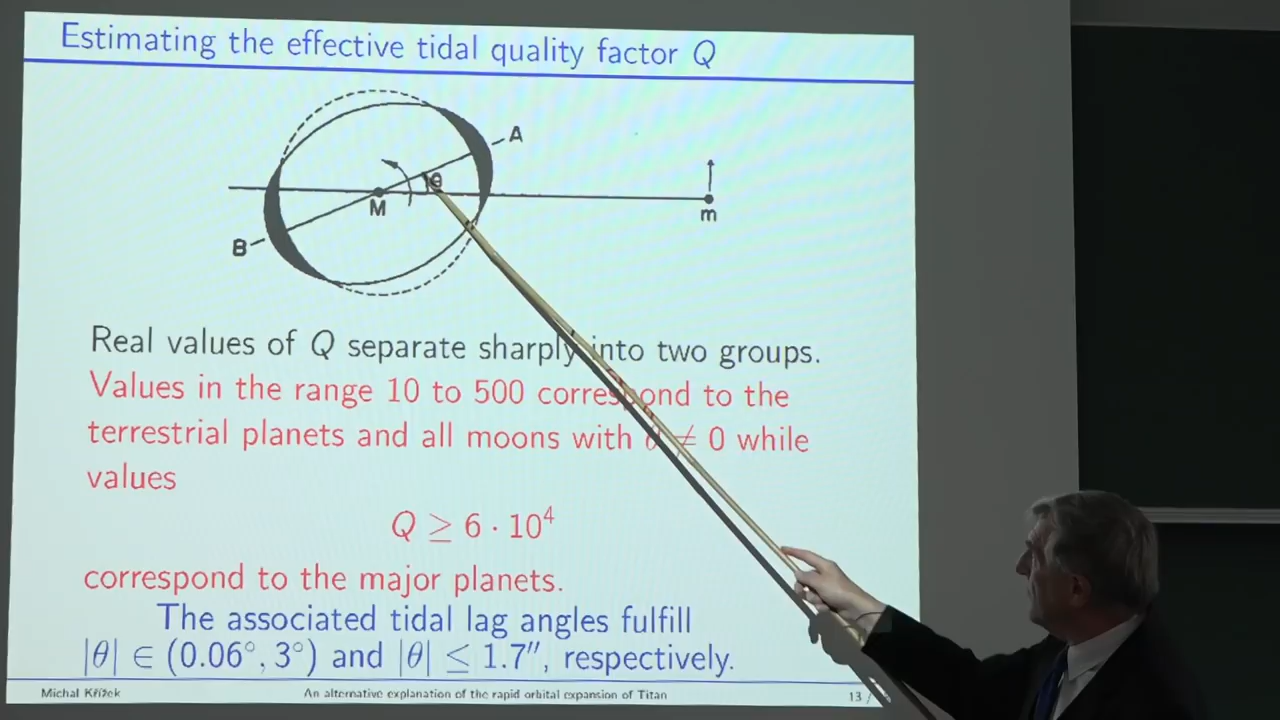 Estimating the effective tidal quality factor Q
A
θ
M
m
B
Real values of Q separate sharply into two groups.
Values in the range 10 to 500 correspond to the
terrestrial planets and all moons with θ ≠ 0 while
values
Q ≥ 6 · 10⁴
correspond to the major planets.
The associated tidal lag angles fulfill
|θ| ∈ (0.06°, 3°) and |θ| ≤ 1.7″, respectively.
Michal Křížek An alternative explanation of the rapid orbital expansion of Titan 13 /